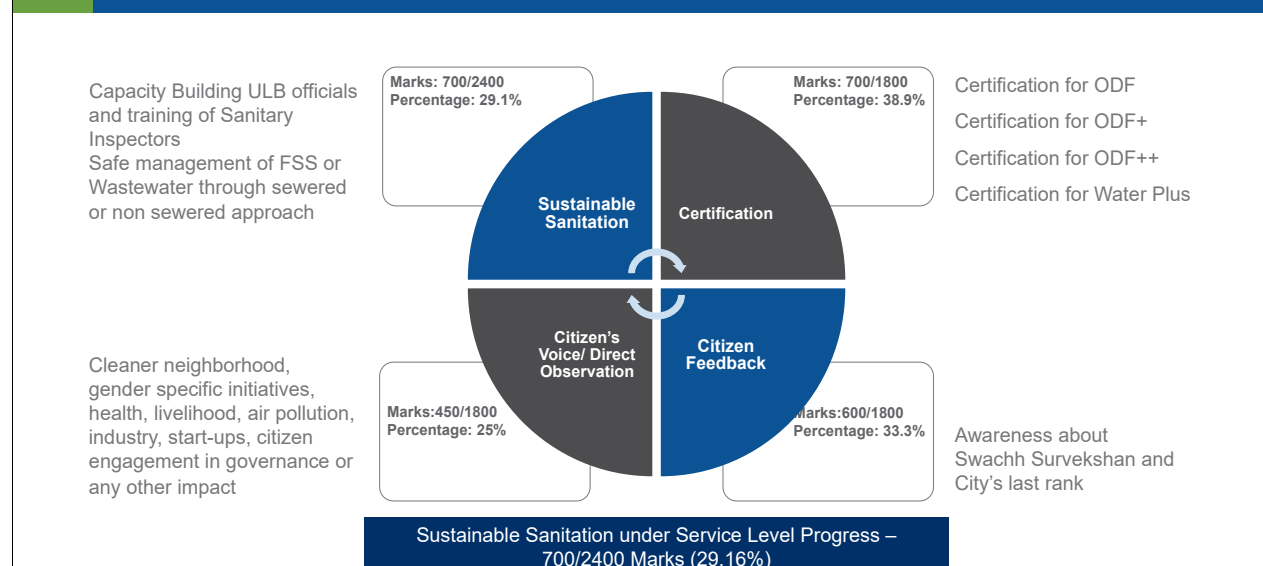 Capacity Building ULB officials
and training of Sanitary
Inspectors
Safe management of FSS or
Wastewater through sewered
or non sewered approach
Marks: 700/2400
Percentage: 29.1%
Sustainable
Sanitation
Marks: 700/1800
Percentage: 38.9%
Certification
Certification for ODF
Certification for ODF+
Certification for ODF++
Certification for Water Plus
Cleaner neighborhood,
gender specific initiatives,
health, livelihood, air pollution,
industry, start-ups, citizen
engagement in governance or
any other impact
Marks:450/1800
Percentage: 25%
Citizen’s
Voice/ Direct
Observation
Citizen
Feedback
Marks:600/1800
Percentage: 33.3%
Awareness about
Swachh Survekshan and
City’s last rank
Sustainable Sanitation under Service Level Progress –
700/2400 Marks (29.16%)